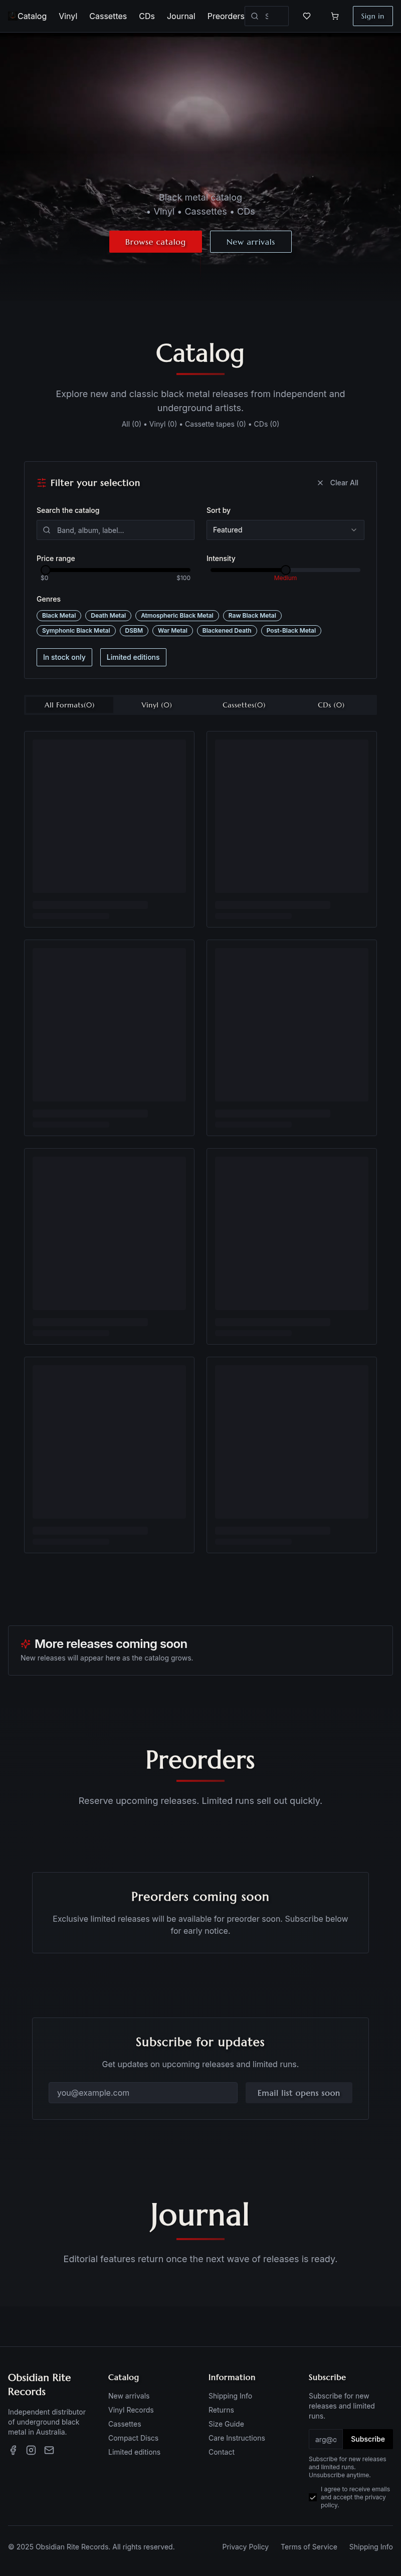 Catalog Vinyl Cassettes CDs Journal Preorders Sign in
Black metal catalog
• Vinyl • Cassettes • CDs
Browse catalog New arrivals
Catalog
Explore new and classic black metal releases from independent and
underground artists.
All (0) • Vinyl (0) • Cassette tapes (0) • CDs (0)
Filter your selection Clear All
Search the catalog Sort by
Band, album, label... Featured
Price range Intensity
$0 $100 Medium
Genres
Black Metal Death Metal Atmospheric Black Metal Raw Black Metal
Symphonic Black Metal DSBM War Metal Blackened Death Post-Black Metal
In stock only Limited editions
All Formats(0) Vinyl (0) Cassettes(0) CDs (0)
More releases coming soon
New releases will appear here as the catalog grows.
Preorders
Reserve upcoming releases. Limited runs sell out quickly.
Preorders coming soon
Exclusive limited releases will be available for preorder soon. Subscribe below
for early notice.
Subscribe for updates
Get updates on upcoming releases and limited runs.
you@example.com Email list opens soon
Journal
Editorial features return once the next wave of releases is ready.
Obsidian Rite
Records
Independent distributor
of underground black
metal in Australia.
Catalog
New arrivals
Vinyl Records
Cassettes
Compact Discs
Limited editions
Information
Shipping Info
Returns
Size Guide
Care Instructions
Contact
Subscribe
Subscribe for new
releases and limited
runs.
Subscribe
Subscribe for new releases
and limited runs.
Unsubscribe anytime.
I agree to receive emails
and accept the privacy
policy.
© 2025 Obsidian Rite Records. All rights reserved. Privacy Policy Terms of Service Shipping Info